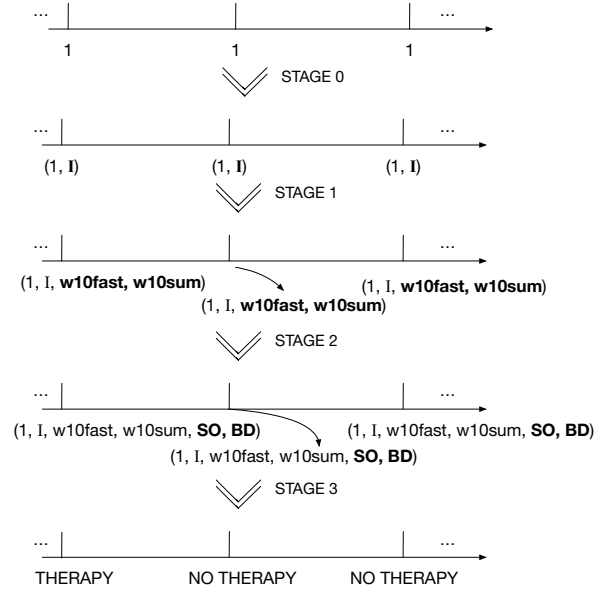 ... ...
1 1 1
STAGE 0
... ...
(1, I) (1, I) (1, I)
STAGE 1
... ...
(1, I, w10fast, w10sum) (1, I, w10fast, w10sum)
(1, I, w10fast, w10sum)
STAGE 2
... ...
(1, I, w10fast, w10sum, SO, BD) (1, I, w10fast, w10sum, SO, BD)
(1, I, w10fast, w10sum, SO, BD)
STAGE 3
... ...
THERAPY NO THERAPY NO THERAPY